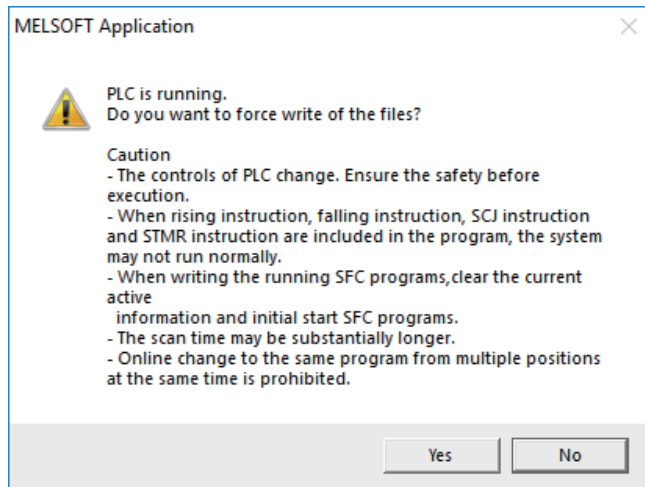 MELSOFT Application
PLC is running.
Do you want to force write of the files?
Caution
- The controls of PLC change. Ensure the safety before
execution.
- When rising instruction, falling instruction, SCJ instruction
and STMR instruction are included in the program, the system
may not run normally.
- When writing the running SFC programs,clear the current
active
information and initial start SFC programs.
- The scan time may be substantially longer.
- Online change to the same program from multiple positions
at the same time is prohibited.
Yes No